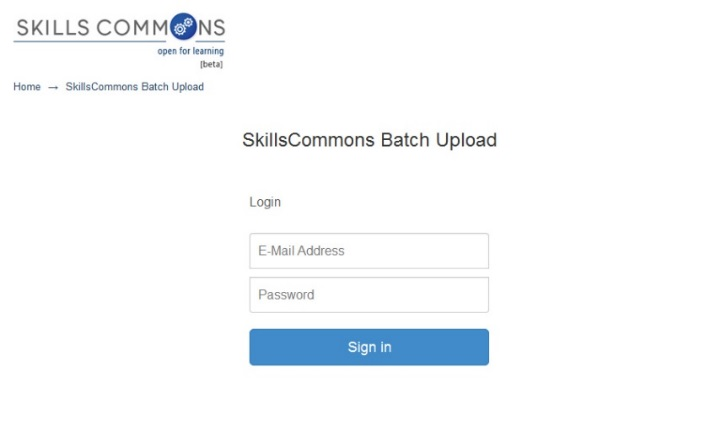 SKILLS COMMONS
open for learning
[beta]
Home → SkillsCommons Batch Upload
SkillsCommons Batch Upload
Login
E-Mail Address
Password
Sign in